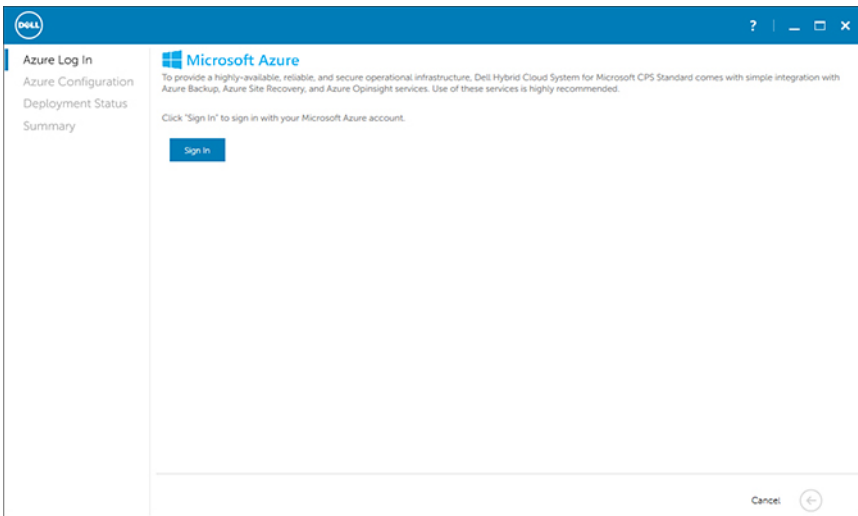 DELL
?
Azure Log In
Azure Configuration
Deployment Status
Summary
Microsoft Azure
To provide a highly-available, reliable, and secure operational infrastructure, Dell Hybrid Cloud System for Microsoft CPS Standard comes with simple integration with
Azure Backup, Azure Site Recovery, and Azure Opinsight services. Use of these services is highly recommended.
Click "Sign In" to sign in with your Microsoft Azure account.
Sign In
Cancel